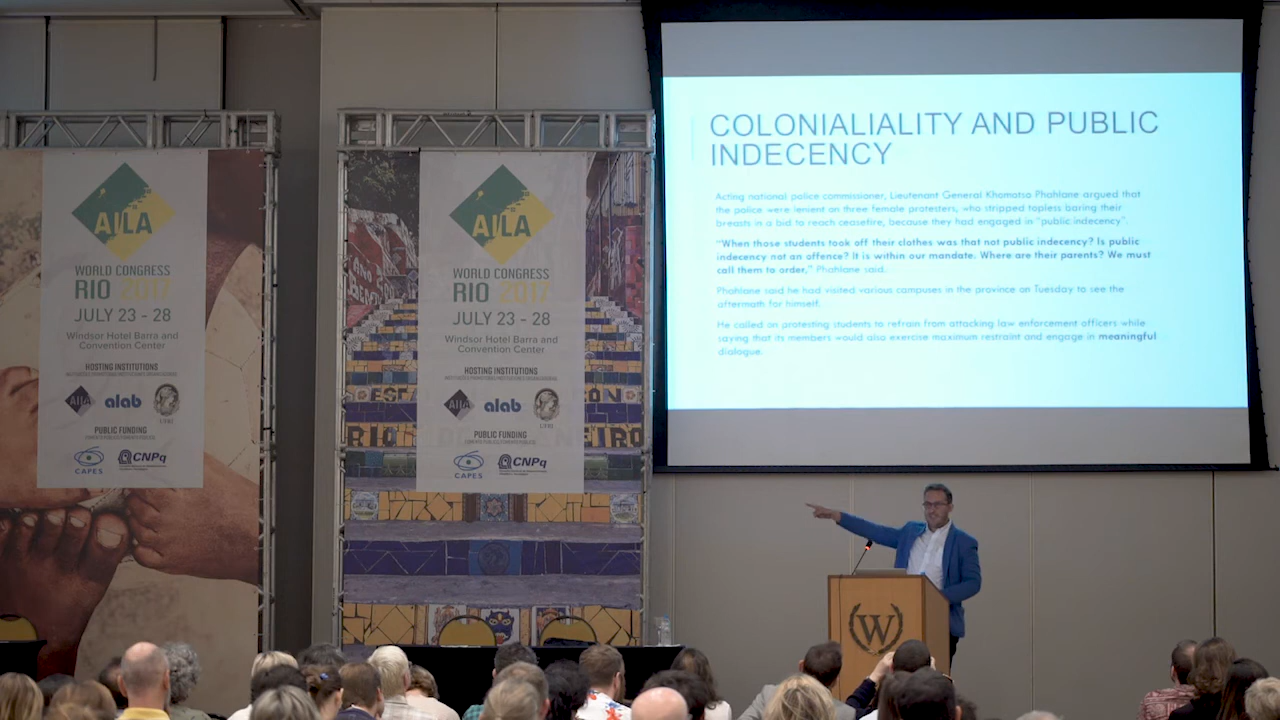 AILA
WORLD CONGRESS
RIO 2017
JULY 23 - 28
Windsor Hotel Barra and
Convention Center
HOSTING INSTITUTIONS
AILA
alab
UFRJ
PUBLIC FUNDING
CAPES
CNPq
AILA
WORLD CONGRESS
RIO 2017
JULY 23 - 28
Windsor Hotel Barra and
Convention Center
HOSTING INSTITUTIONS
AILA
alab
UFRJ
PUBLIC FUNDING
CAPES
CNPq
COLONIALIALITY AND PUBLIC
INDECENCY
Acting national police commissioner, Lieutenant General Khomotso Phahlane argued that
the police were lenient on three female protesters, who stripped topless baring their
breasts in a bid to reach ceasefire, because they had engaged in "public indecency".
"When those students took off their clothes was that not public indecency? Is public
indecency not an offence? It is within our mandate. Where are their parents? We must
call them to order," Phahlane said.
Phahlane said he had visited various campuses in the province on Tuesday to see the
aftermath for himself.
He called on protesting students to refrain from attacking law enforcement officers while
saying that its members would also exercise maximum restraint and engage in meaningful
dialogue.
W